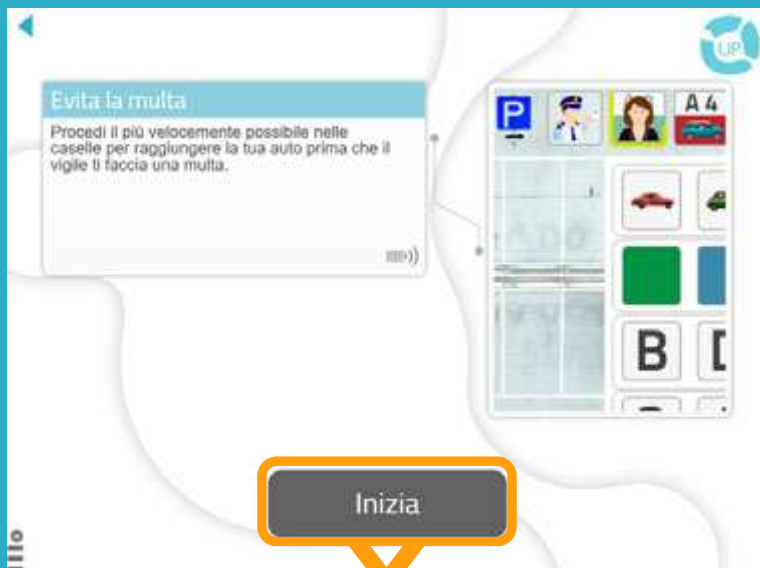 UP
Evita la multa
Procedi il più velocemente possibile nelle
caselle per raggiungere la tua auto prima che il
vigile ti faccia una multa.
P
A 4
B
Inizia